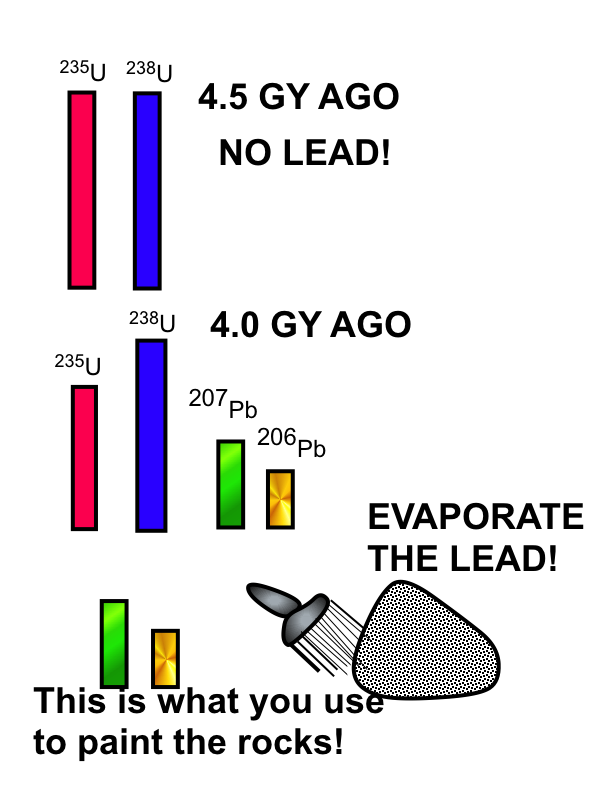 ²³⁵U ²³⁸U
4.5 GY AGO
NO LEAD!
²³⁸U
4.0 GY AGO
²³⁵U
²⁰⁷Pb
²⁰⁶Pb
EVAPORATE
THE LEAD!
This is what you use
to paint the rocks!